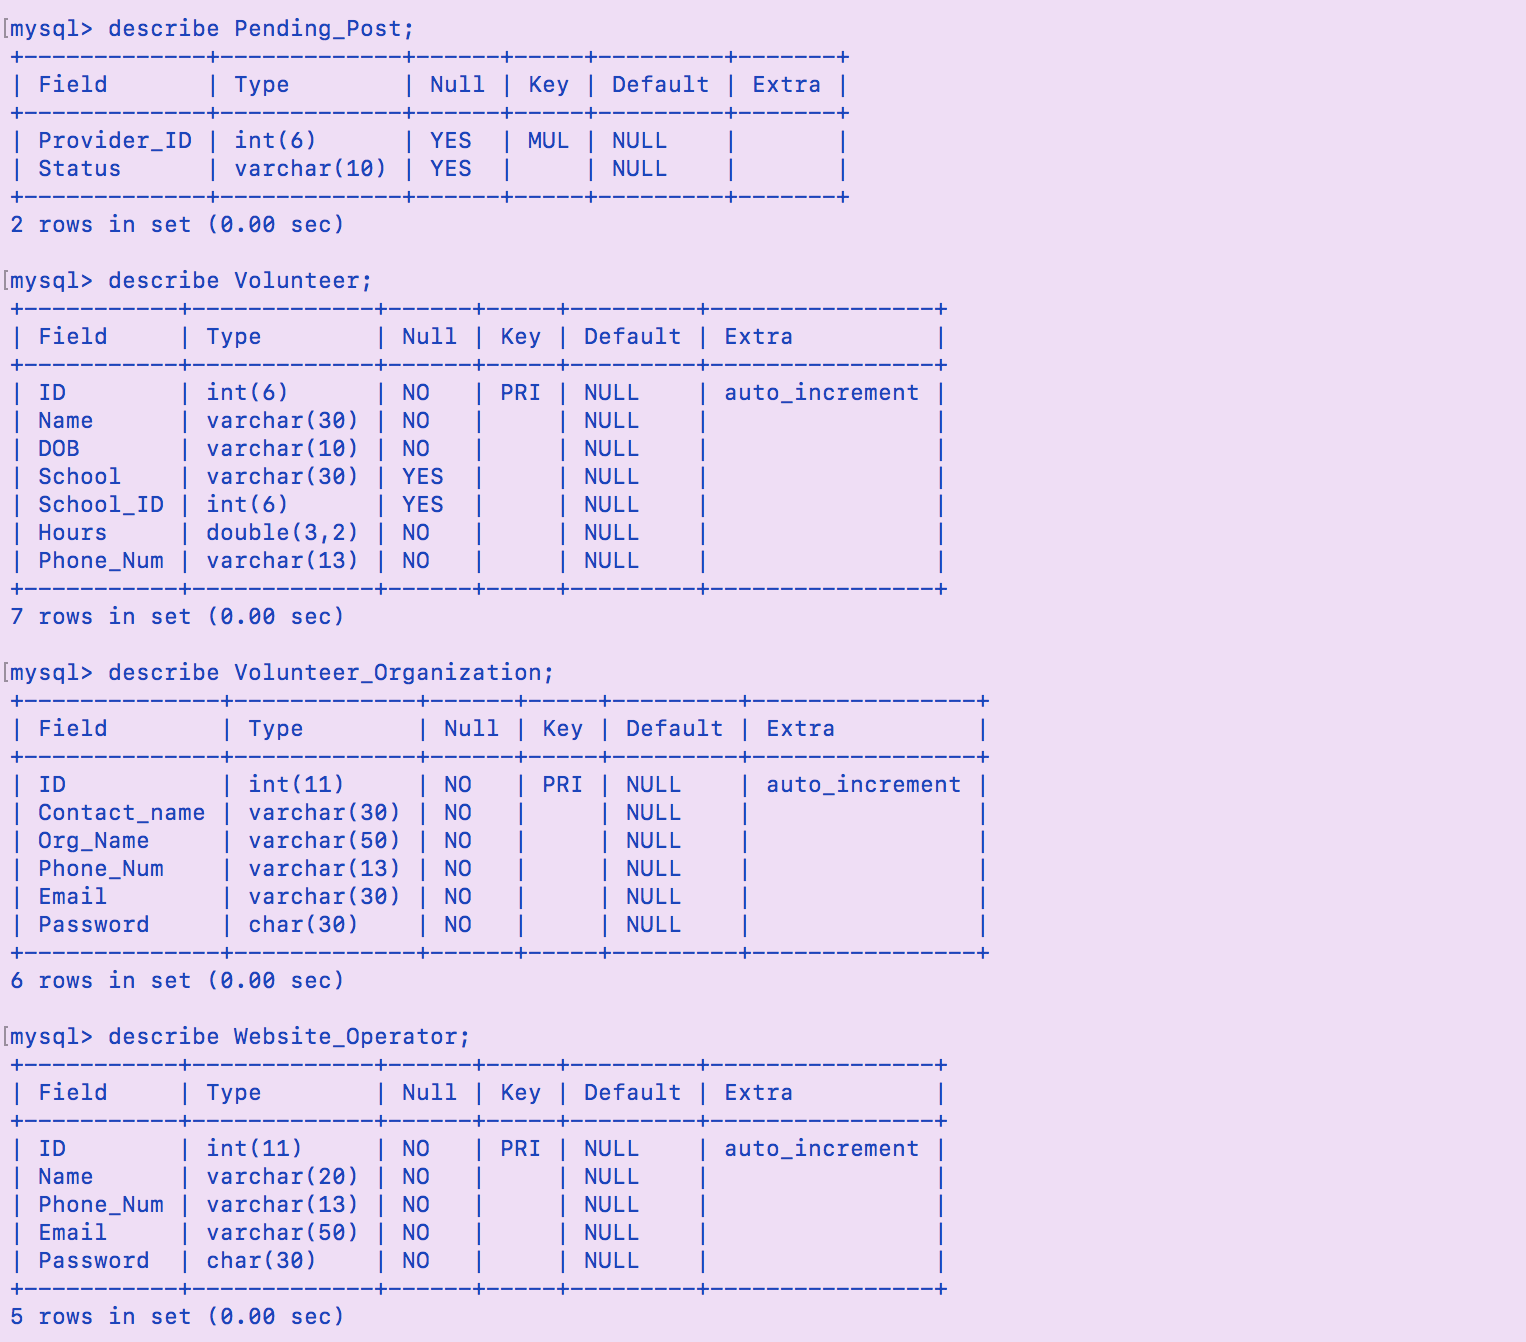 [mysql> describe Pending_Post;
+-------------+-------------+------+-----+---------+-------+
| Field       | Type        | Null | Key | Default | Extra |
+-------------+-------------+------+-----+---------+-------+
| Provider_ID | int(6)      | YES  | MUL | NULL    |       |
| Status      | varchar(10) | YES  |     | NULL    |       |
+-------------+-------------+------+-----+---------+-------+
2 rows in set (0.00 sec)

[mysql> describe Volunteer;
+-----------+-------------+------+-----+---------+----------------+
| Field     | Type        | Null | Key | Default | Extra          |
+-----------+-------------+------+-----+---------+----------------+
| ID        | int(6)      | NO   | PRI | NULL    | auto_increment |
| Name      | varchar(30) | NO   |     | NULL    |                |
| DOB       | varchar(10) | NO   |     | NULL    |                |
| School    | varchar(30) | YES  |     | NULL    |                |
| School_ID | int(6)      | YES  |     | NULL    |                |
| Hours     | double(3,2) | NO   |     | NULL    |                |
| Phone_Num | varchar(13) | NO   |     | NULL    |                |
+-----------+-------------+------+-----+---------+----------------+
7 rows in set (0.00 sec)

[mysql> describe Volunteer_Organization;
+--------------+-------------+------+-----+---------+----------------+
| Field        | Type        | Null | Key | Default | Extra          |
+--------------+-------------+------+-----+---------+----------------+
| ID           | int(11)     | NO   | PRI | NULL    | auto_increment |
| Contact_name | varchar(30) | NO   |     | NULL    |                |
| Org_Name     | varchar(50) | NO   |     | NULL    |                |
| Phone_Num    | varchar(13) | NO   |     | NULL    |                |
| Email        | varchar(30) | NO   |     | NULL    |                |
| Password     | char(30)    | NO   |     | NULL    |                |
+--------------+-------------+------+-----+---------+----------------+
6 rows in set (0.00 sec)

[mysql> describe Website_Operator;
+-----------+-------------+------+-----+---------+----------------+
| Field     | Type        | Null | Key | Default | Extra          |
+-----------+-------------+------+-----+---------+----------------+
| ID        | int(11)     | NO   | PRI | NULL    | auto_increment |
| Name      | varchar(20) | NO   |     | NULL    |                |
| Phone_Num | varchar(13) | NO   |     | NULL    |                |
| Email     | varchar(50) | NO   |     | NULL    |                |
| Password  | char(30)    | NO   |     | NULL    |                |
+-----------+-------------+------+-----+---------+----------------+
5 rows in set (0.00 sec)